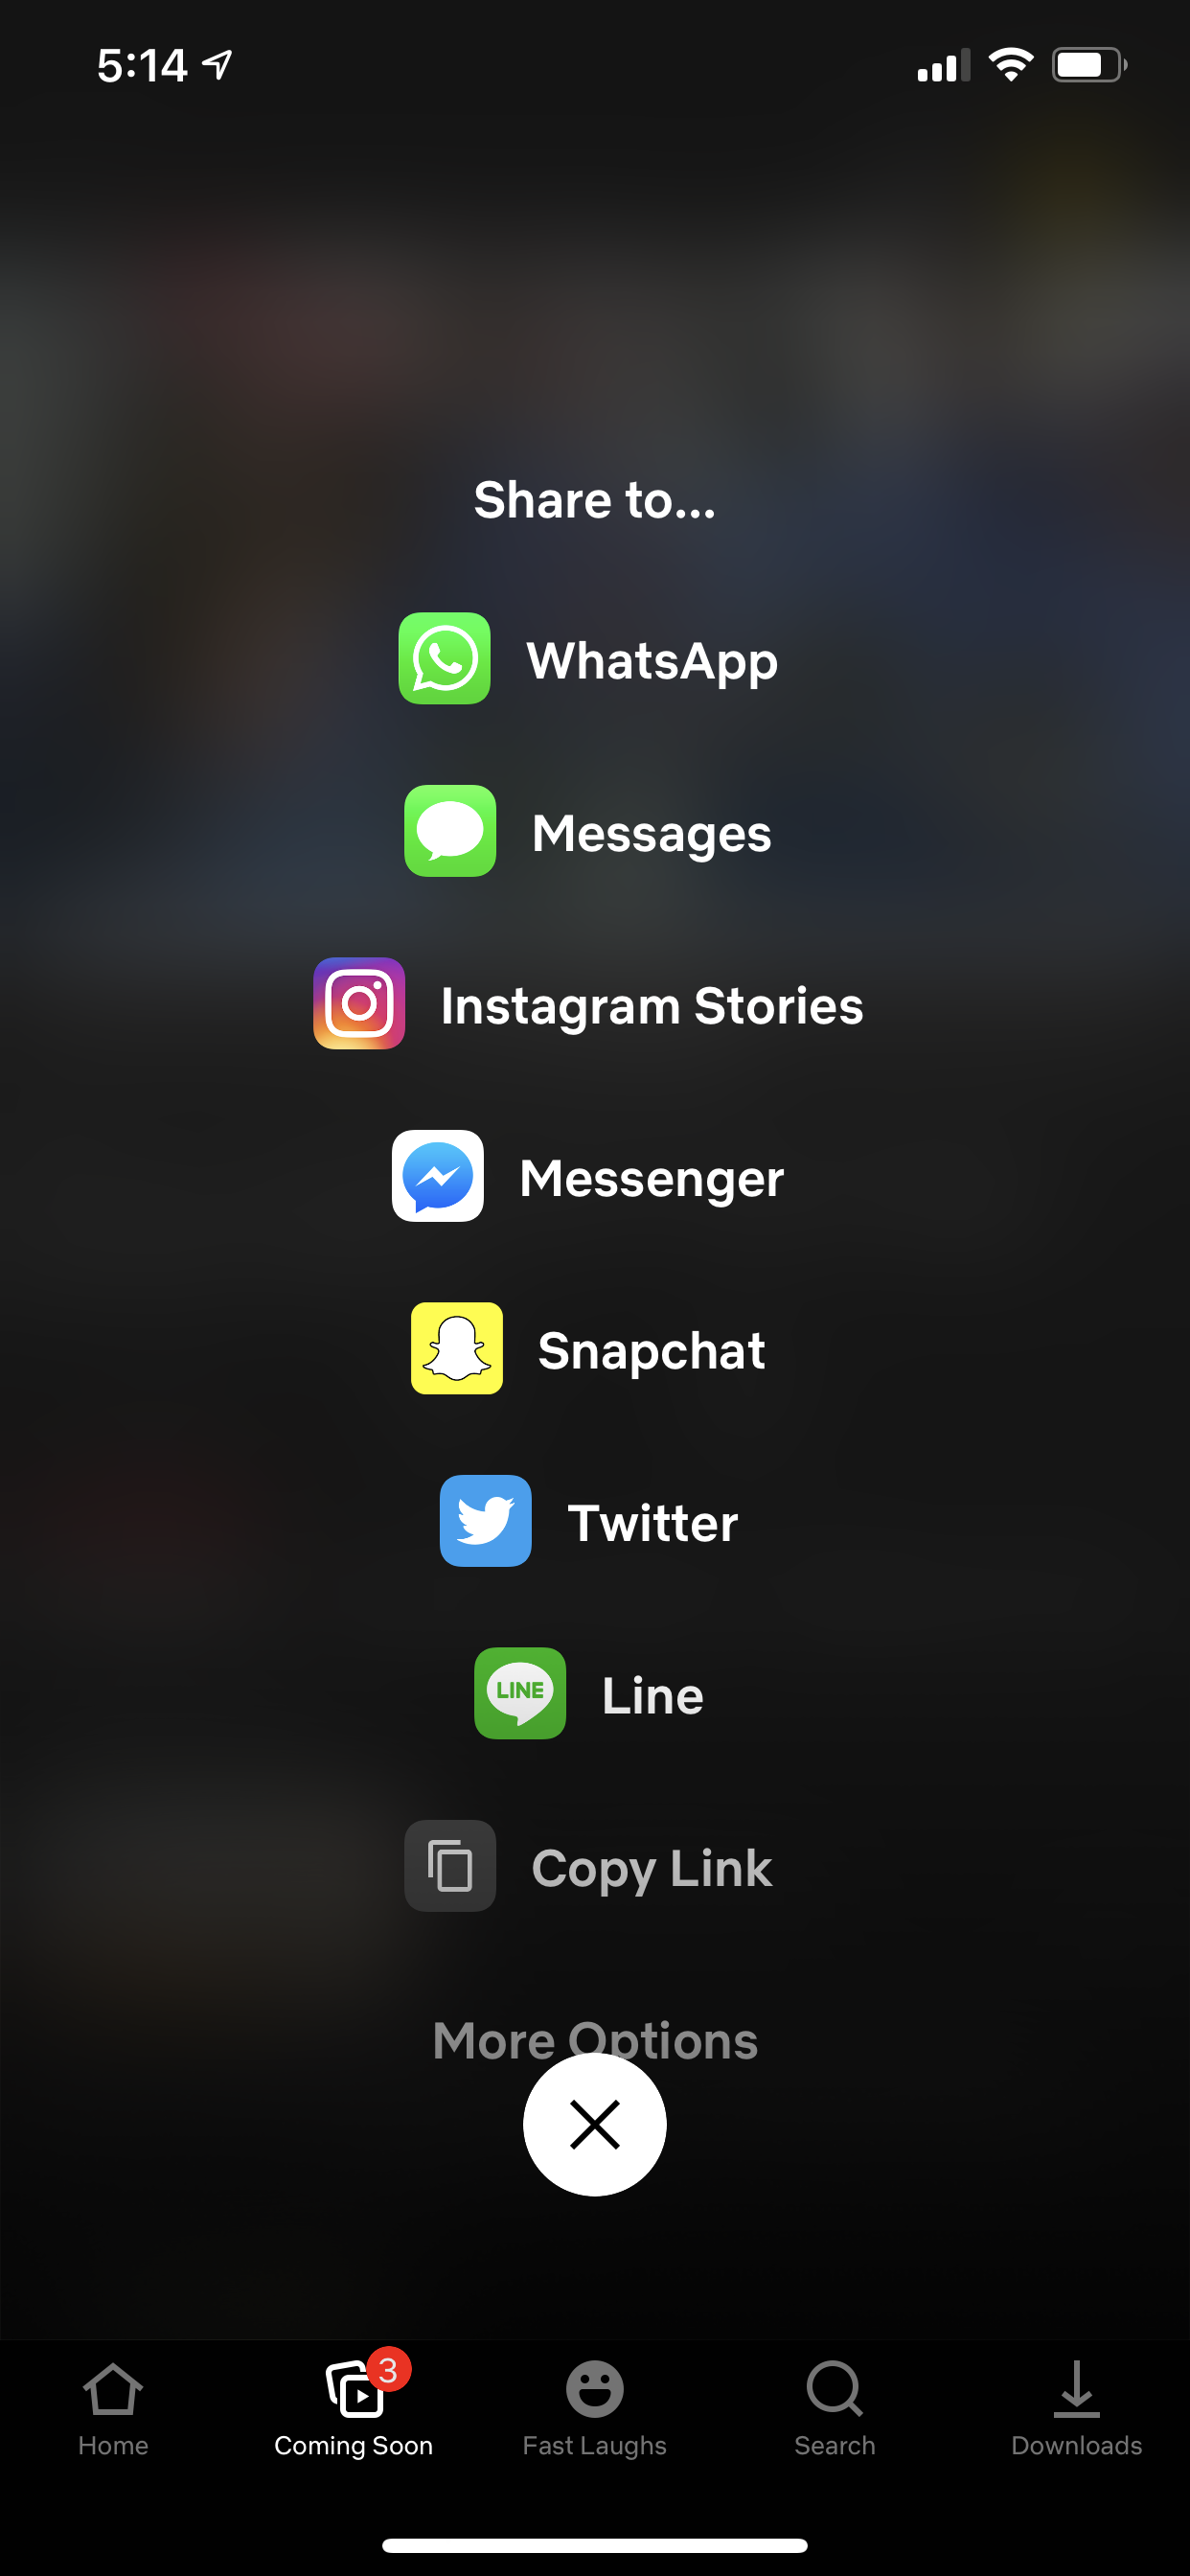 5:14
Share to...
WhatsApp
Messages
Instagram Stories
Messenger
Snapchat
Twitter
LINE Line
Copy Link
More Options
3
Home
Coming Soon
Fast Laughs
Search
Downloads